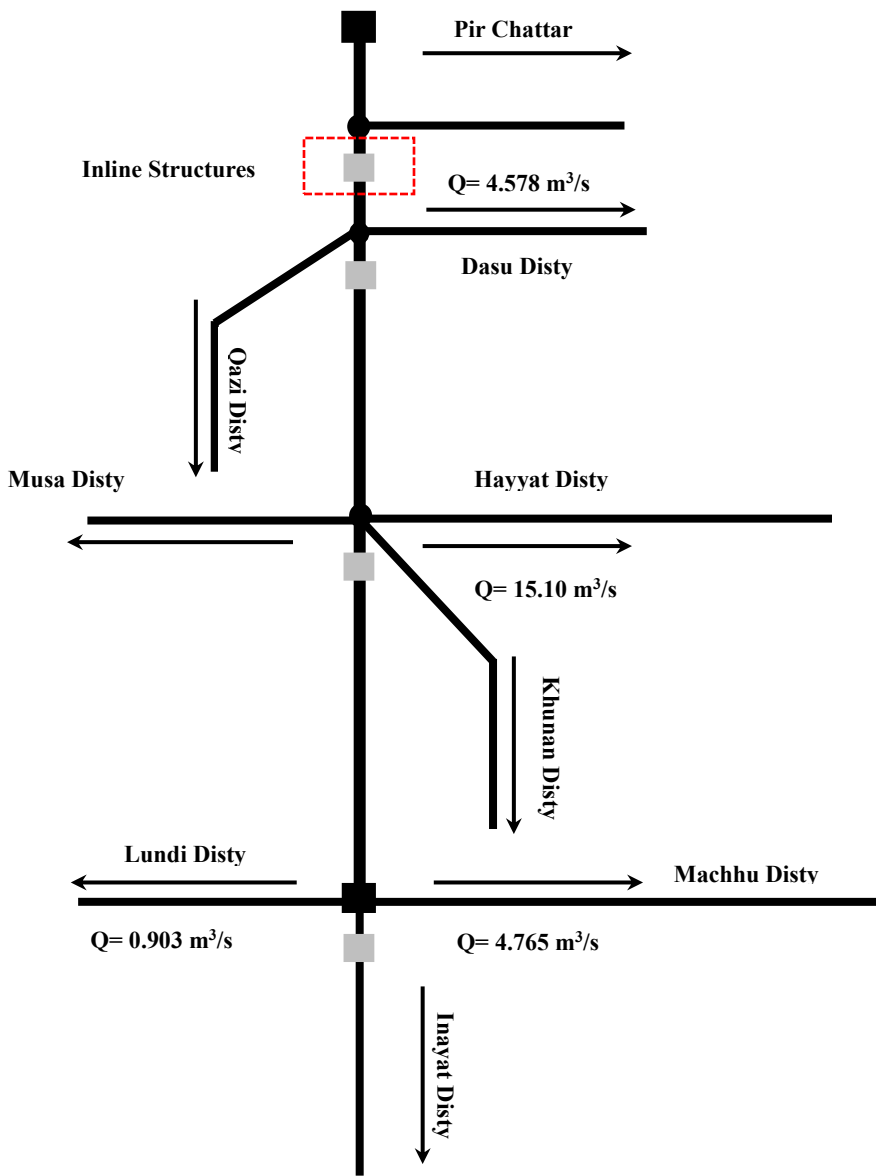 Pir Chattar
Inline Structures
Q= 4.578 m³/s
Dasu Disty
Qazi Disty
Musa Disty
Hayyat Disty
Q= 15.10 m³/s
Khunan Disty
Lundi Disty
Machhu Disty
Q= 0.903 m³/s
Q= 4.765 m³/s
Inayat Disty